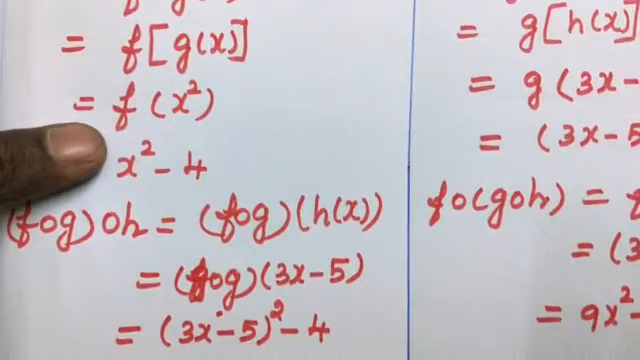 = f[g(x)]
= f(x²)
x² - 4
(fog)oh = (fog)(h(x))
= (fog)(3x-5)
= (3x-5)² - 4
= g[h(x)]
= g(3x-
= (3x-5
fo(goh) =
= (3
= 9x² -